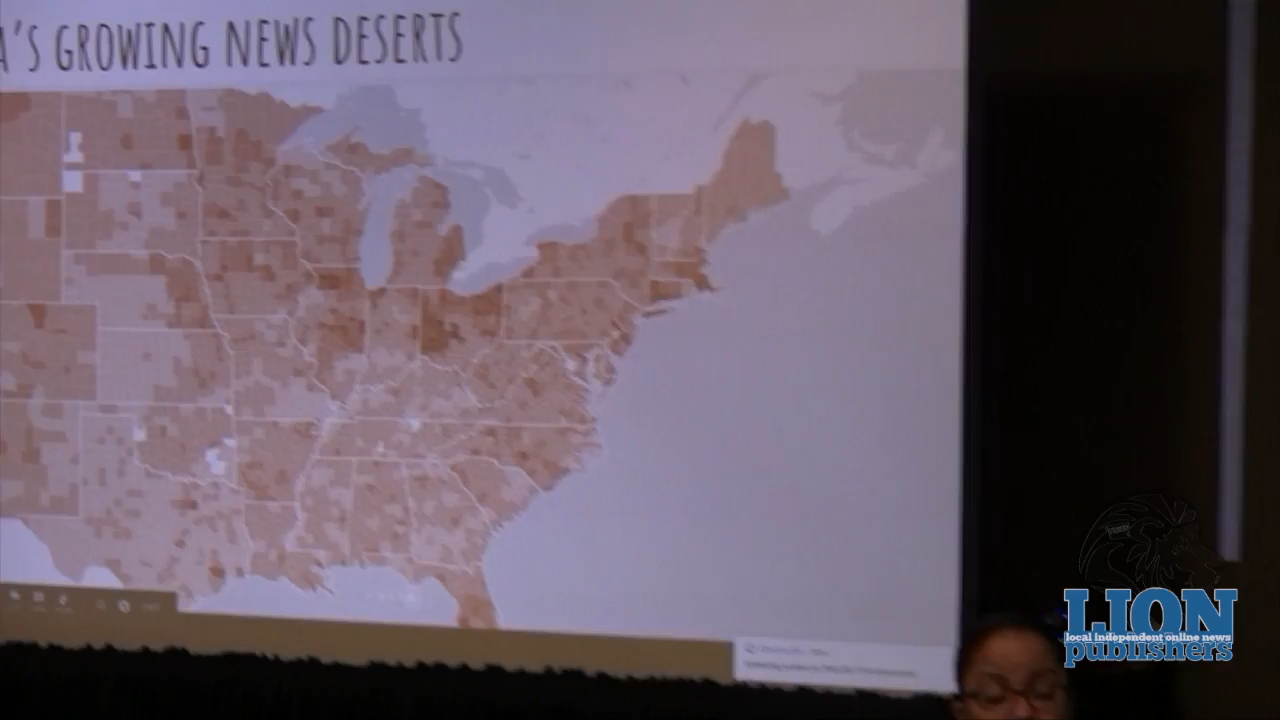 A'S GROWING NEWS DESERTS
LION
local independent online news
publishers